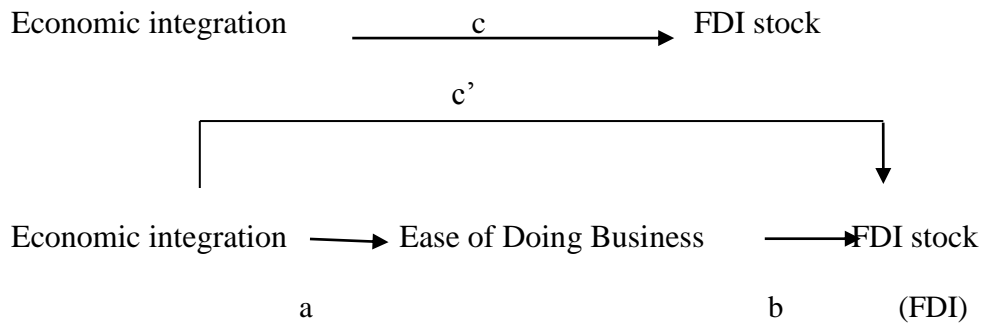 Economic integration c FDI stock
c’
Economic integration Ease of Doing Business FDI stock
a b (FDI)